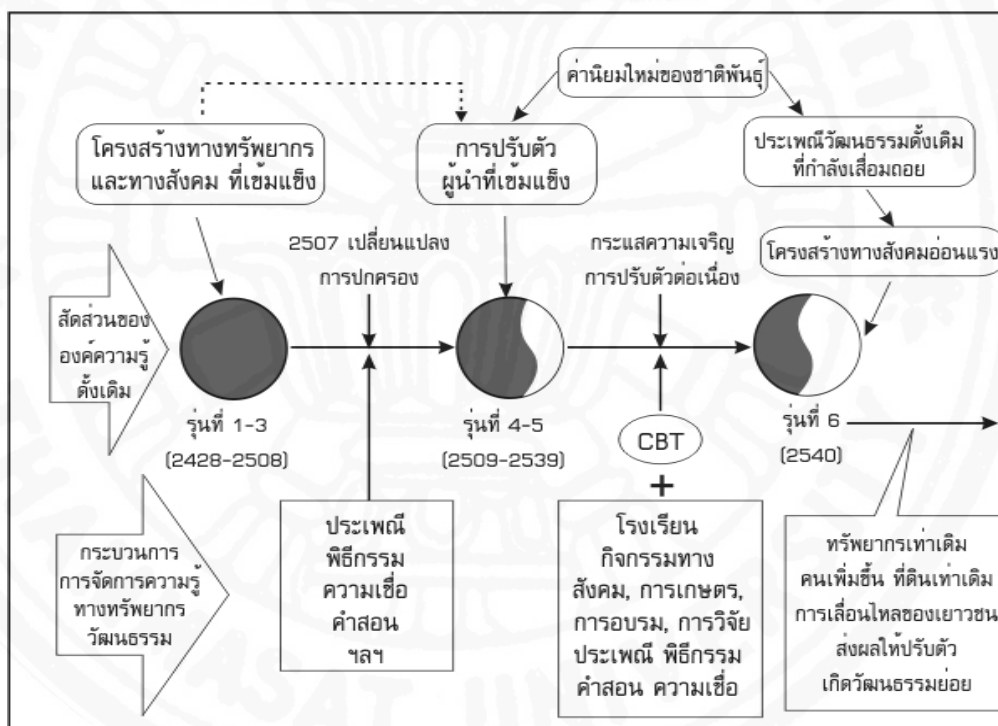 ค่านิยมใหม่ของชาติพันธุ์
โครงสร้างทางทรัพยากร
และทางสังคม ที่เข้มแข็ง
การปรับตัว
ผู้นำที่เข้มแข็ง
ประเพณีวัฒนธรรมดั้งเดิม
ที่กำลังเสื่อมถอย
2507 เปลี่ยนแปลง
การปกครอง
กระแสความเจริญ
การปรับตัวต่อเนื่อง
โครงสร้างทางสังคมอ่อนแรง
สัดส่วนของ
องค์ความรู้
ดั้งเดิม
รุ่นที่ 1-3
(2428-2508)
รุ่นที่ 4-5
(2509-2539)
CBT
+
รุ่นที่ 6
(2540)
กระบวนการ
การจัดการความรู้
ทางทรัพยากร
วัฒนธรรม
ประเพณี
พิธีกรรม
ความเชื่อ
คำสอน
ฯลฯ
โรงเรียน
กิจกรรมทาง
สังคม, การเกษตร,
การอบรม, การวิจัย
ประเพณี พิธีกรรม
คำสอน ความเชื่อ
ทรัพยากรเท่าเดิม
คนเพิ่มขึ้น ที่ดินเท่าเดิม
การเลื่อนไหลของเยาวชน
ส่งผลให้ปรับตัว
เกิดวัฒนธรรมย่อย